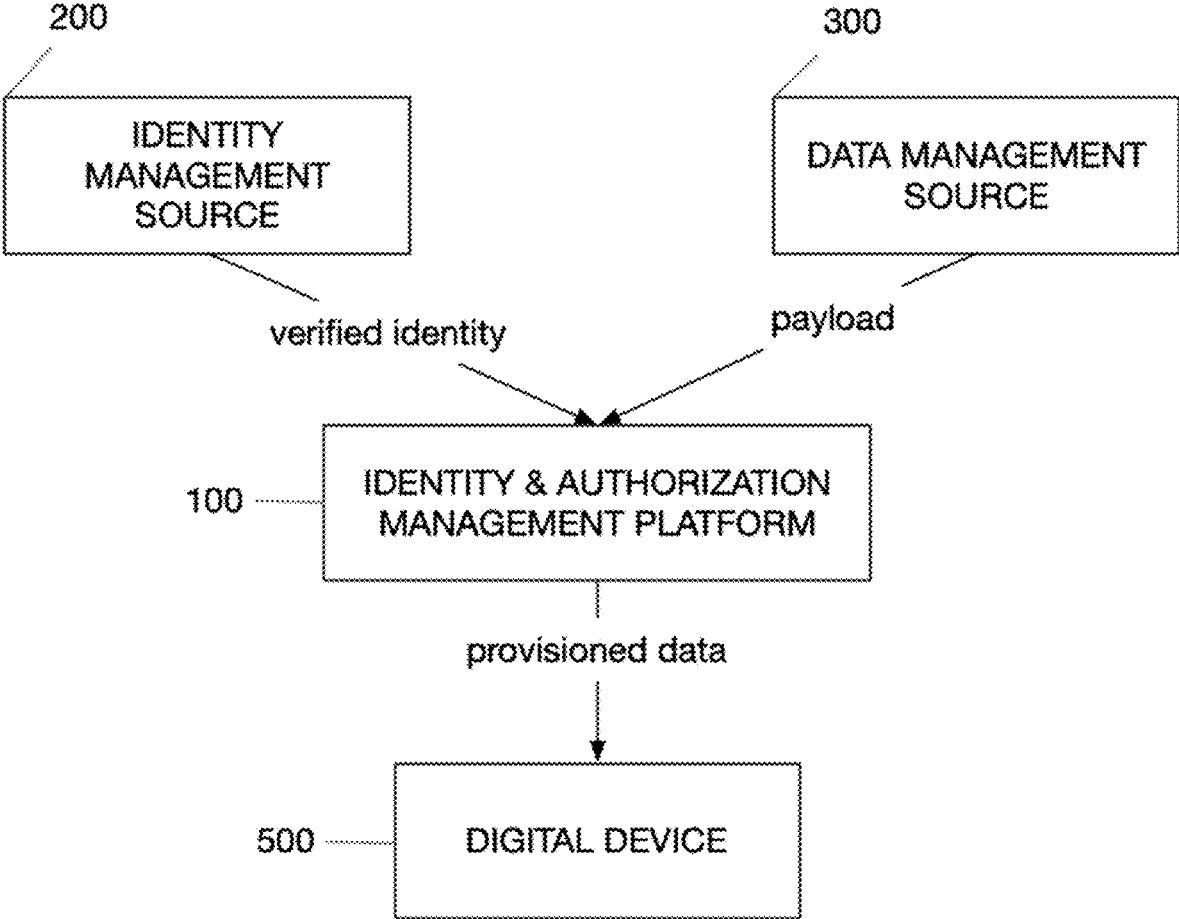 200
300
IDENTITY
MANAGEMENT
SOURCE
DATA MANAGEMENT
SOURCE
verified identity
payload
100
IDENTITY & AUTHORIZATION
MANAGEMENT PLATFORM
provisioned data
500
DIGITAL DEVICE